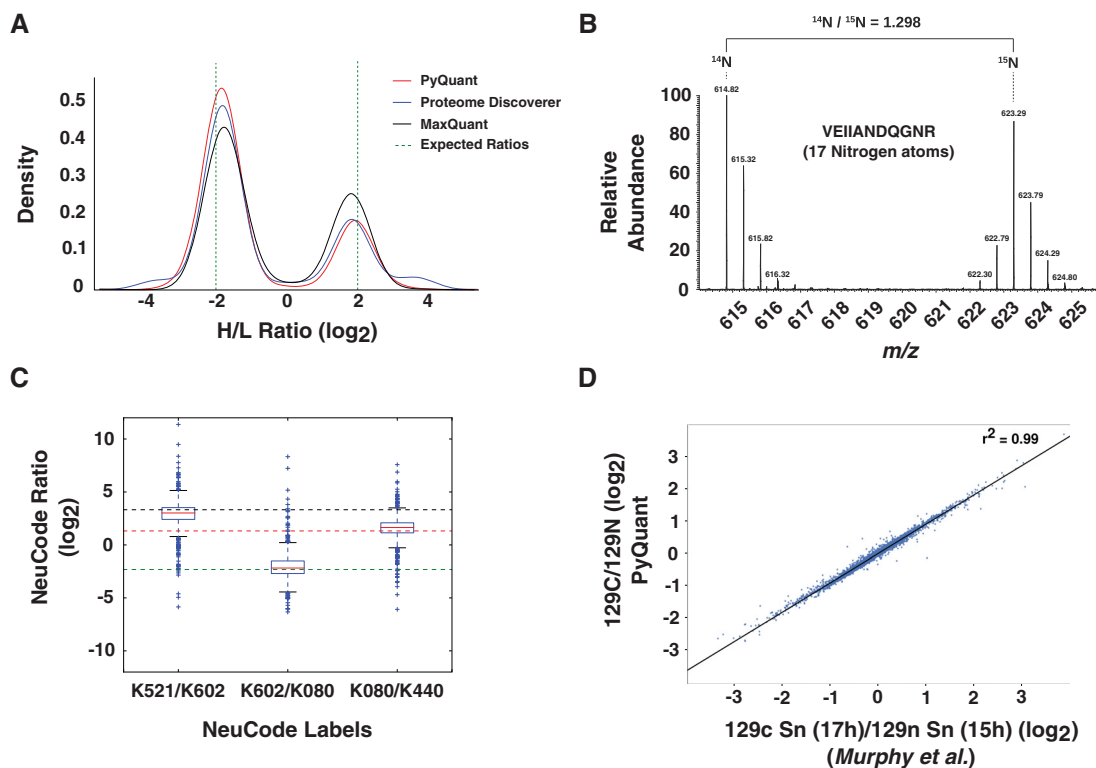 A
0.5
0.4
0.3
0.2
0.1
0
Density
-4
-2
0
2
4
H/L Ratio (log2)
PyQuant
Proteome Discoverer
MaxQuant
Expected Ratios
B
14N / 15N = 1.298
14N
15N
100
80
60
40
20
0
Relative
Abundance
614.82
615.32
615.82
616.32
VEIIANDQGNR
(17 Nitrogen atoms)
622.30
622.79
623.29
623.79
624.29
624.80
615
616
617
618
619
620
621
622
623
624
625
m/z
C
10
5
0
-5
-10
NeuCode Ratio
(log2)
K521/K602
K602/K080
K080/K440
NeuCode Labels
D
r2 = 0.99
3
2
1
0
-1
-2
-3
129C/129N (log2)
PyQuant
-3
-2
-1
0
1
2
3
129c Sn (17h)/129n Sn (15h) (log2)
(Murphy et al.)